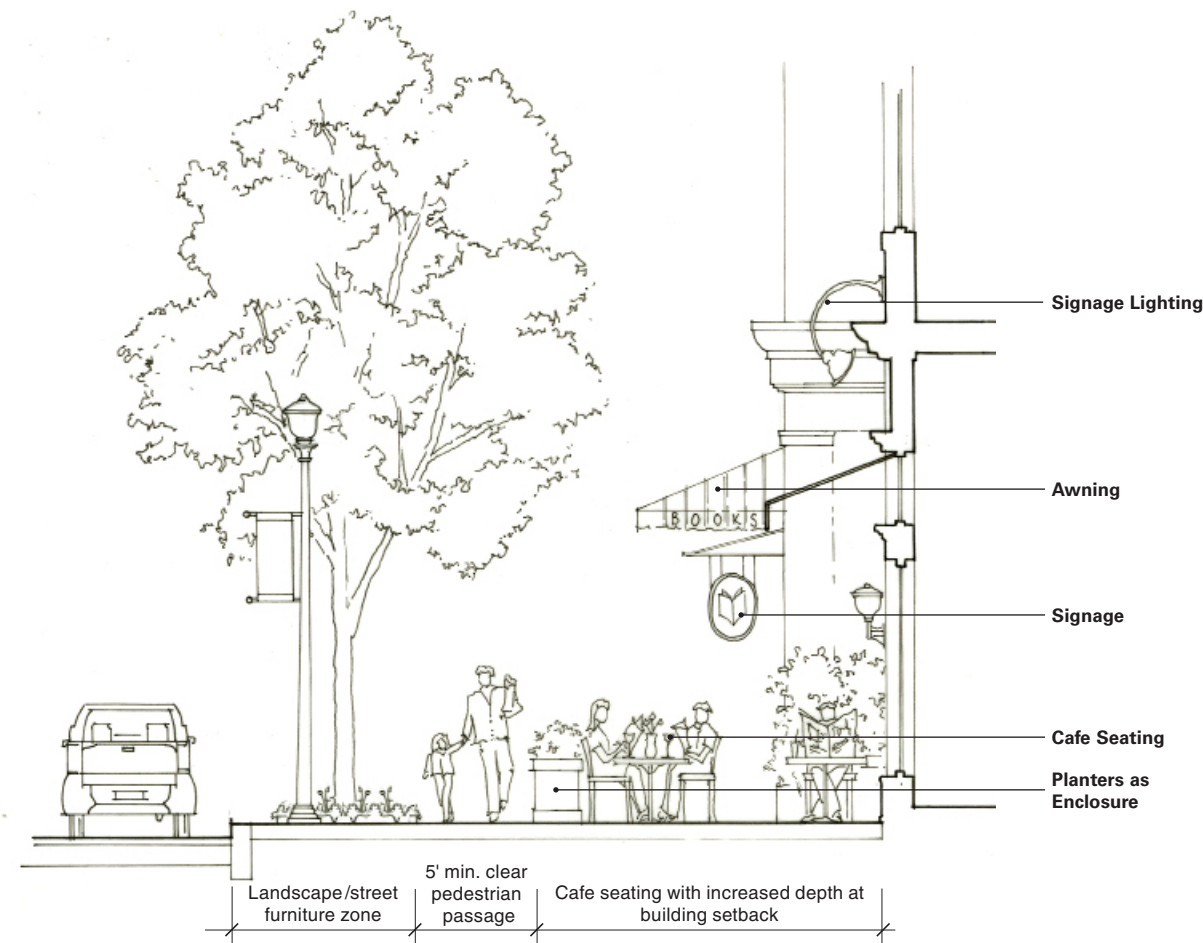 Signage Lighting
Awning
BOOKS
Signage
Cafe Seating
Planters as
Enclosure
Landscape/street
furniture zone
5' min. clear
pedestrian
passage
Cafe seating with increased depth at
building setback